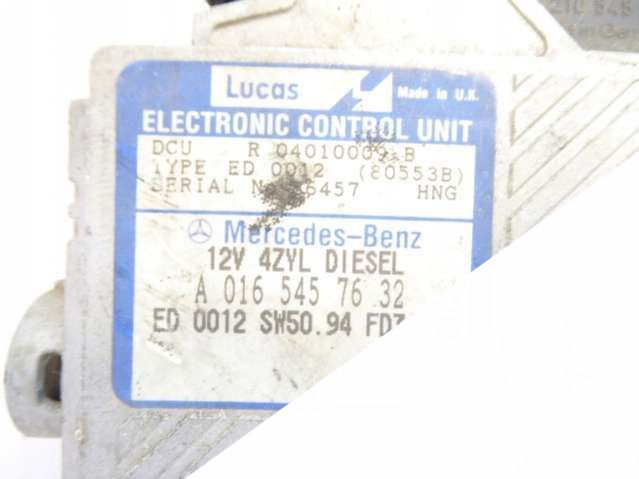 Lucas
Made in U.K.
ELECTRONIC CONTROL UNIT
DCU R 04010009 B
TYPE ED 0012 (80553B)
SERIAL 6457 HNG
Mercedes-Benz
12V 4ZYL DIESEL
A 016 545 76 32
ED 0012 SW50.94